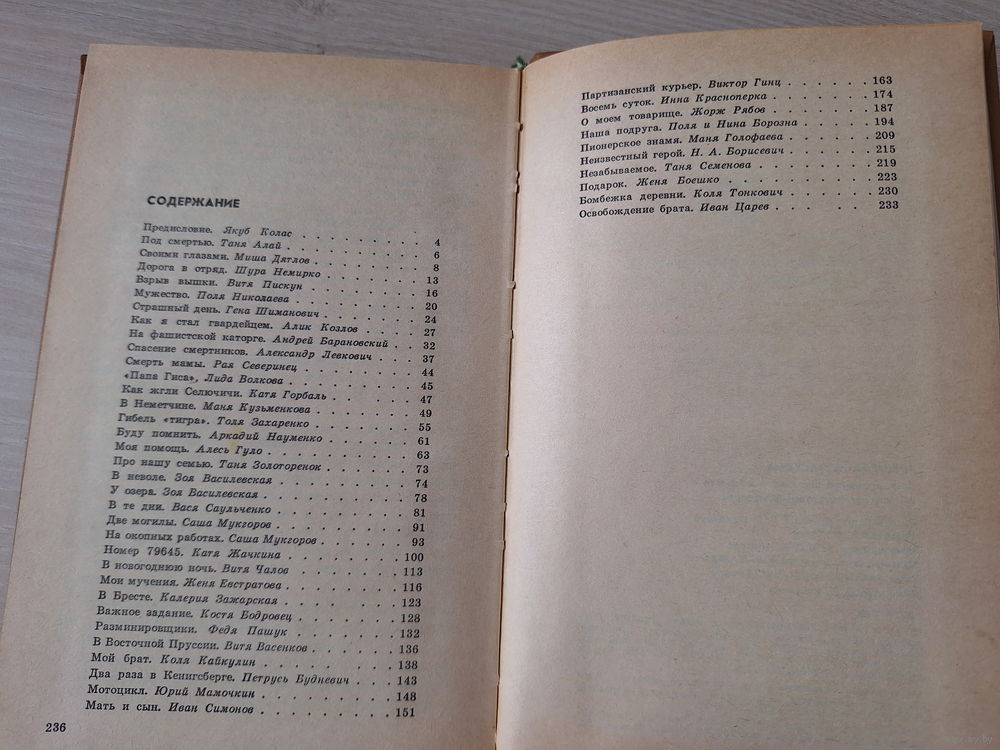 СОДЕРЖАНИЕ
Предисловие. Якуб Колас . . . . . . . . 4
Под смертью. Таня Алай . . . . . . . . 6
Своими глазами. Миша Дятлов . . . . . . . 8
Дорога в отряд. Шура Немирко . . . . . . . 13
Взрыв вышки. Витя Пискун . . . . . . . 16
Мужество. Поля Николаева . . . . . . . 20
Страшный день. Гена Шиманович . . . . . . 24
Как я стал гвардейцем. Алик Козлов . . . . 27
На фашистской каторге. Андрей Барановский . . 32
Спасение смертников. Александр Левкович . . . 37
Смерть мамы. Рая Северинец . . . . . . . 44
«Папа Гиса», Лида Волкова . . . . . . . . 45
Как жгли Селючичи. Катя Горбаль . . . . . 47
В Неметчине. Маня Кузьменкова . . . . . . 49
Гибель «тигра». Толя Захаренко . . . . . . 55
Буду помнить. Аркадий Науменко . . . . . . 61
Моя помощь. Алесь Гуло . . . . . . . . 63
Про нашу семью. Таня Золоторенок . . . . . . 73
В неволе. Зоя Василевская . . . . . . . . 74
У озера. Зоя Василевская . . . . . . . . 78
В те дни. Вася Саульченко . . . . . . . . 81
Две могилы. Саша Мукгоров . . . . . . . 91
На окопных работах. Саша Мукгоров . . . . . 93
Номер 79645. Катя Жачкина . . . . . . . 100
В новогоднюю ночь. Витя Чалов . . . . . . 113
Мои мучения. Женя Евстратова . . . . . . . 116
В Бресте. Калерия Зажарская . . . . . . 123
Важное задание. Костя Бодровец . . . . . . 128
Разминировщики. Федя Пашук . . . . . . 132
В Восточной Пруссии. Витя Васенков . . . . . 136
Мой брат. Коля Кайкулин . . . . . . . 138
Два раза в Кенигсберге. Петрусь Будневич . . . 143
Мотоцикл. Юрий Мамочкин . . . . . . . 148
Мать и сын. Иван Симонов . . . . . . . . 151
236
Партизанский курьер. Виктор Гинц . . . . . . 163
Восемь суток. Инна Красноперка . . . . . . . 174
О моем товарище. Жорж Рябов . . . . . . . 187
Наша подруга. Поля и Нина Борозна . . . . . 194
Пионерское знамя. Маня Голофаева . . . . . . 209
Неизвестный герой. Н. А. Борисевич . . . . . . 215
Незабываемое. Таня Семенова . . . . . . . 219
Подарок. Женя Боешко . . . . . . . . . 223
Бомбежка деревни. Коля Тонкович . . . . . . 230
Освобождение брата. Иван Царев . . . . . . 233